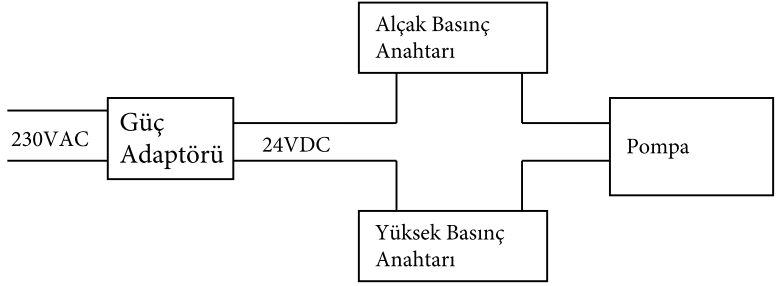 Alçak Basınç
Anahtarı
230VAC
Güç
Adaptörü
24VDC
Pompa
Yüksek Basınç
Anahtarı